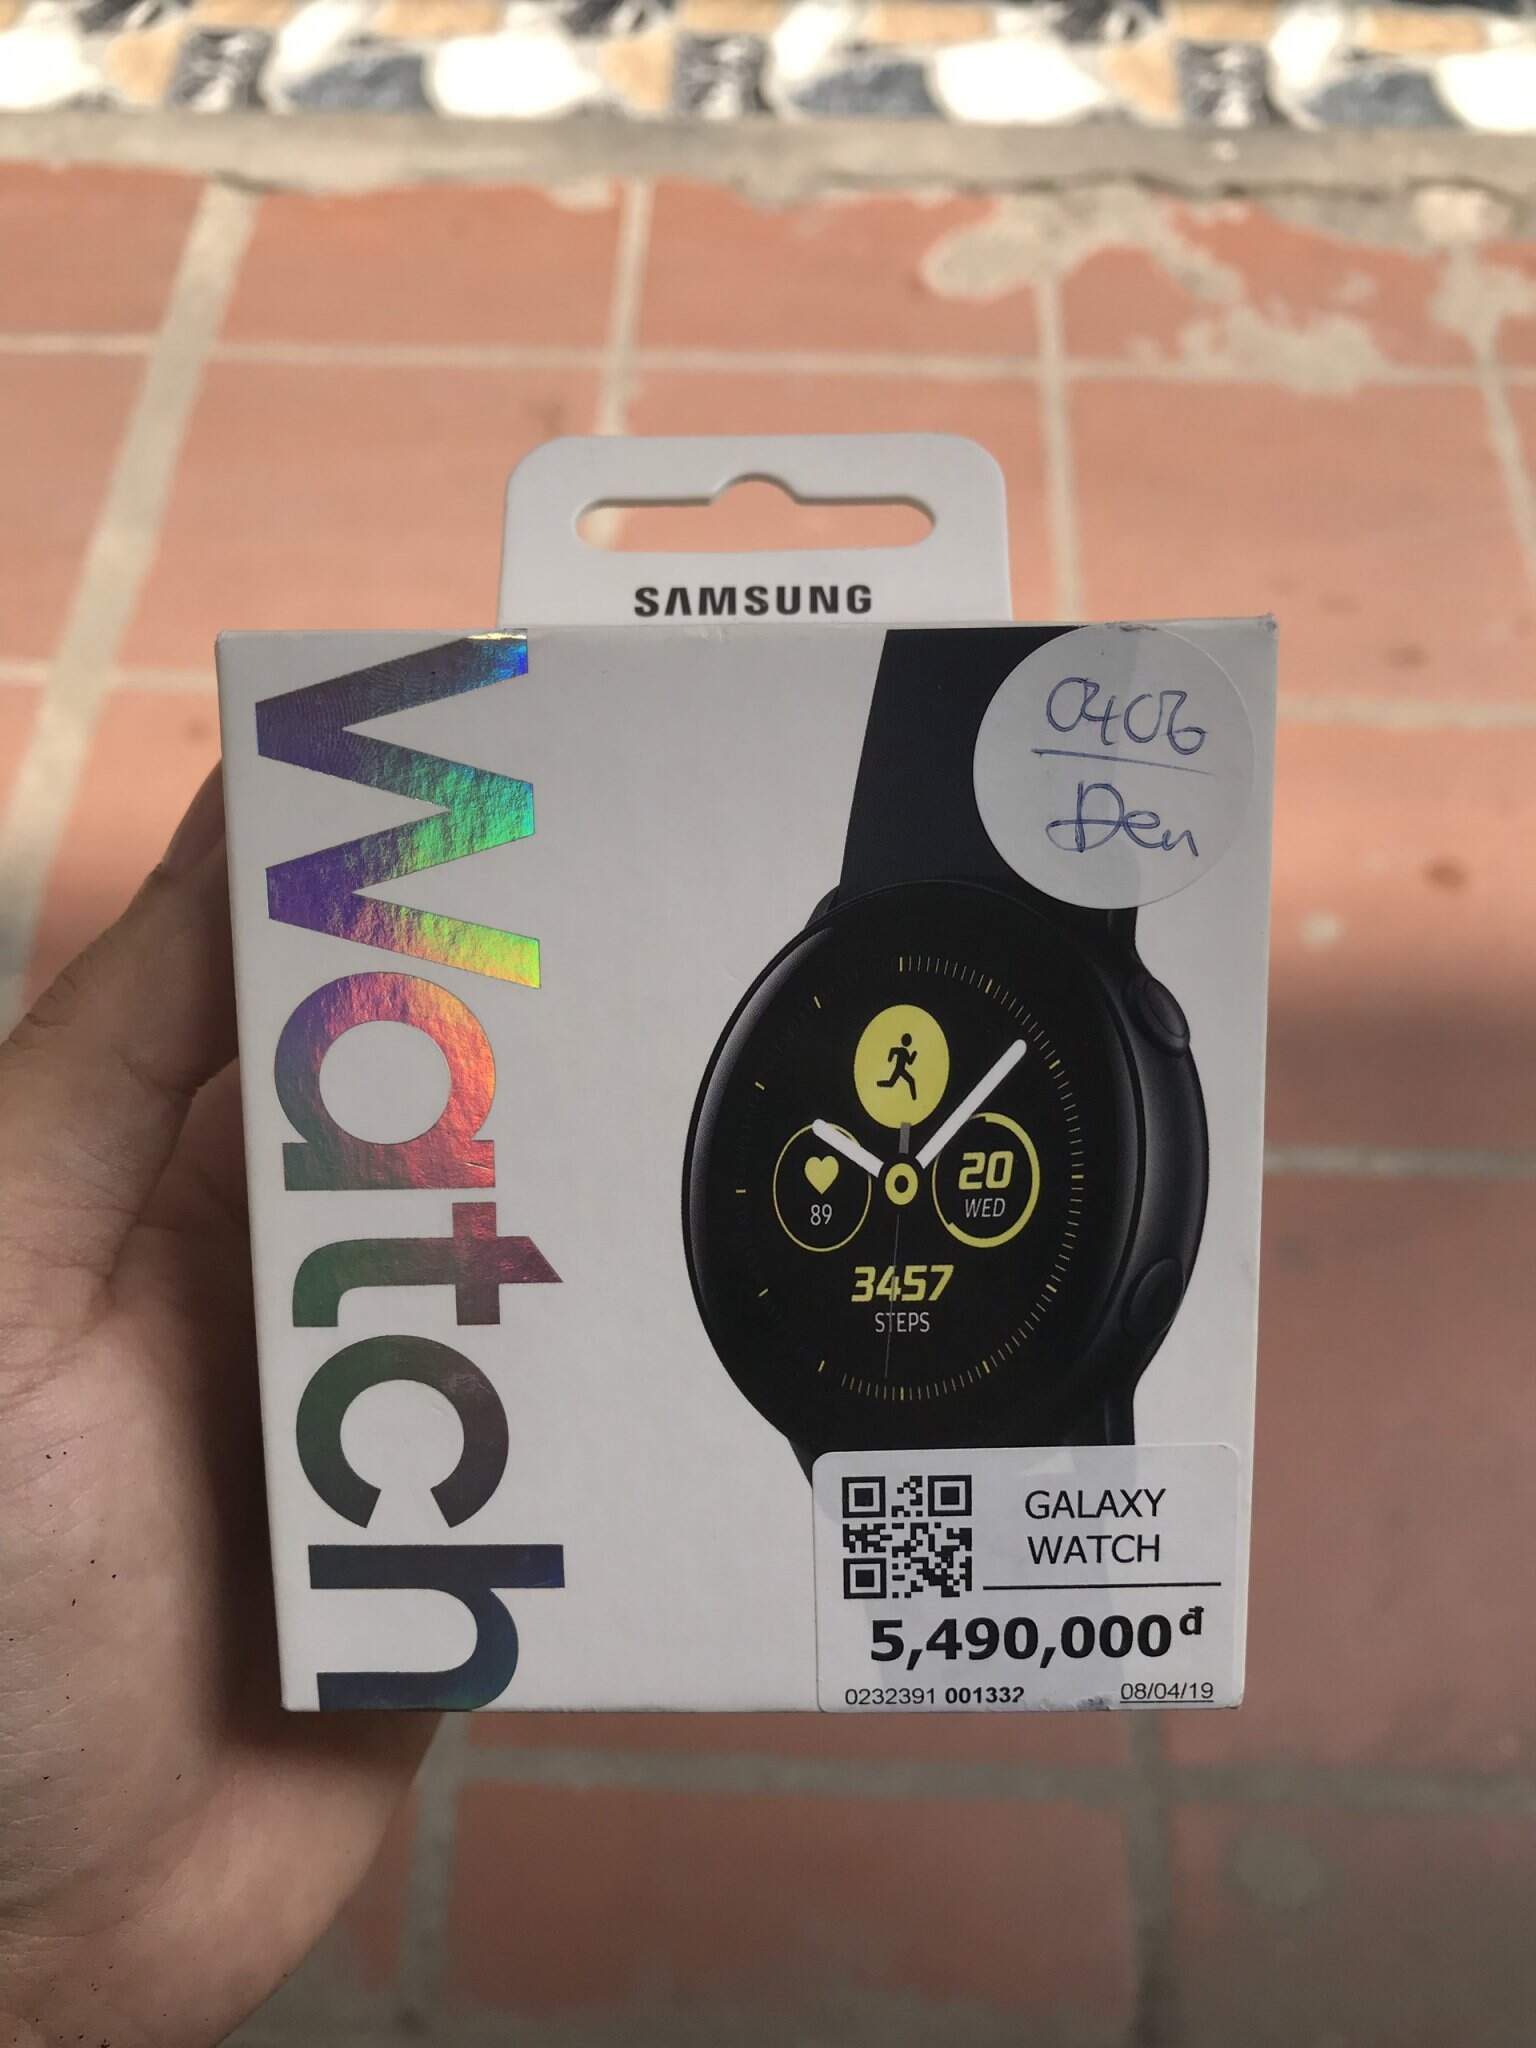 SAMSUNG
Watch
0406
Đen
89
20
WED
3457
STEPS
GALAXY
WATCH
5,490,000đ
0232391 001332
08/04/19